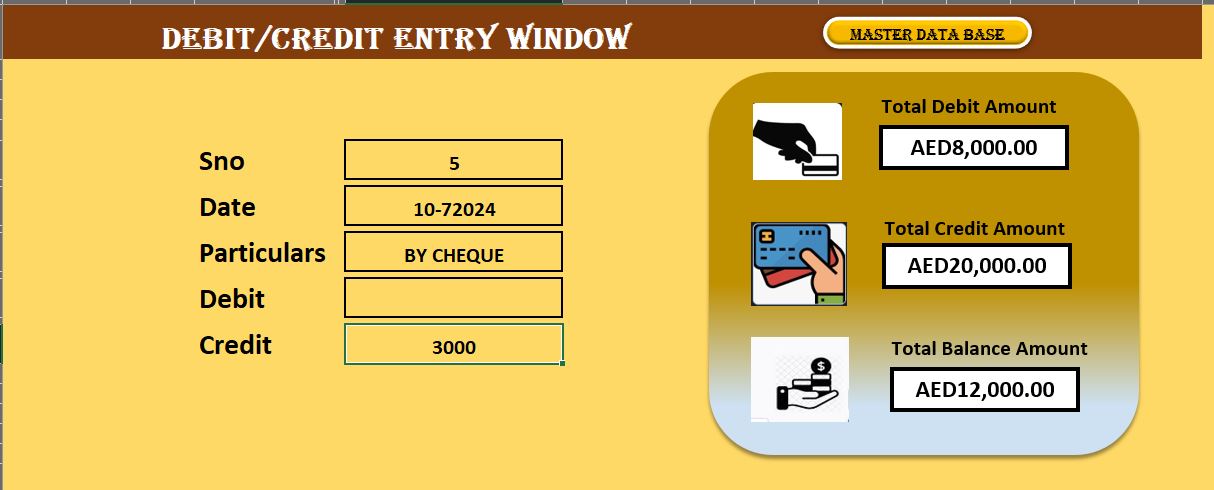 DEBIT/CREDIT ENTRY WINDOW
MASTER DATA BASE
Sno 5
Date 10-72024
Particulars BY CHEQUE
Debit
Credit 3000
Total Debit Amount
AED8,000.00
Total Credit Amount
AED20,000.00
$
Total Balance Amount
AED12,000.00